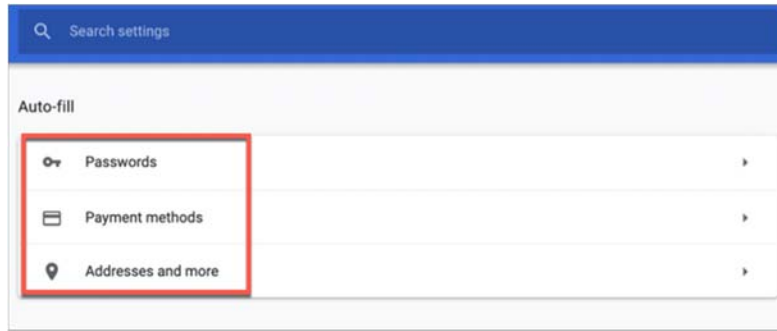 Search settings
Auto-fill
Passwords
Payment methods
Addresses and more